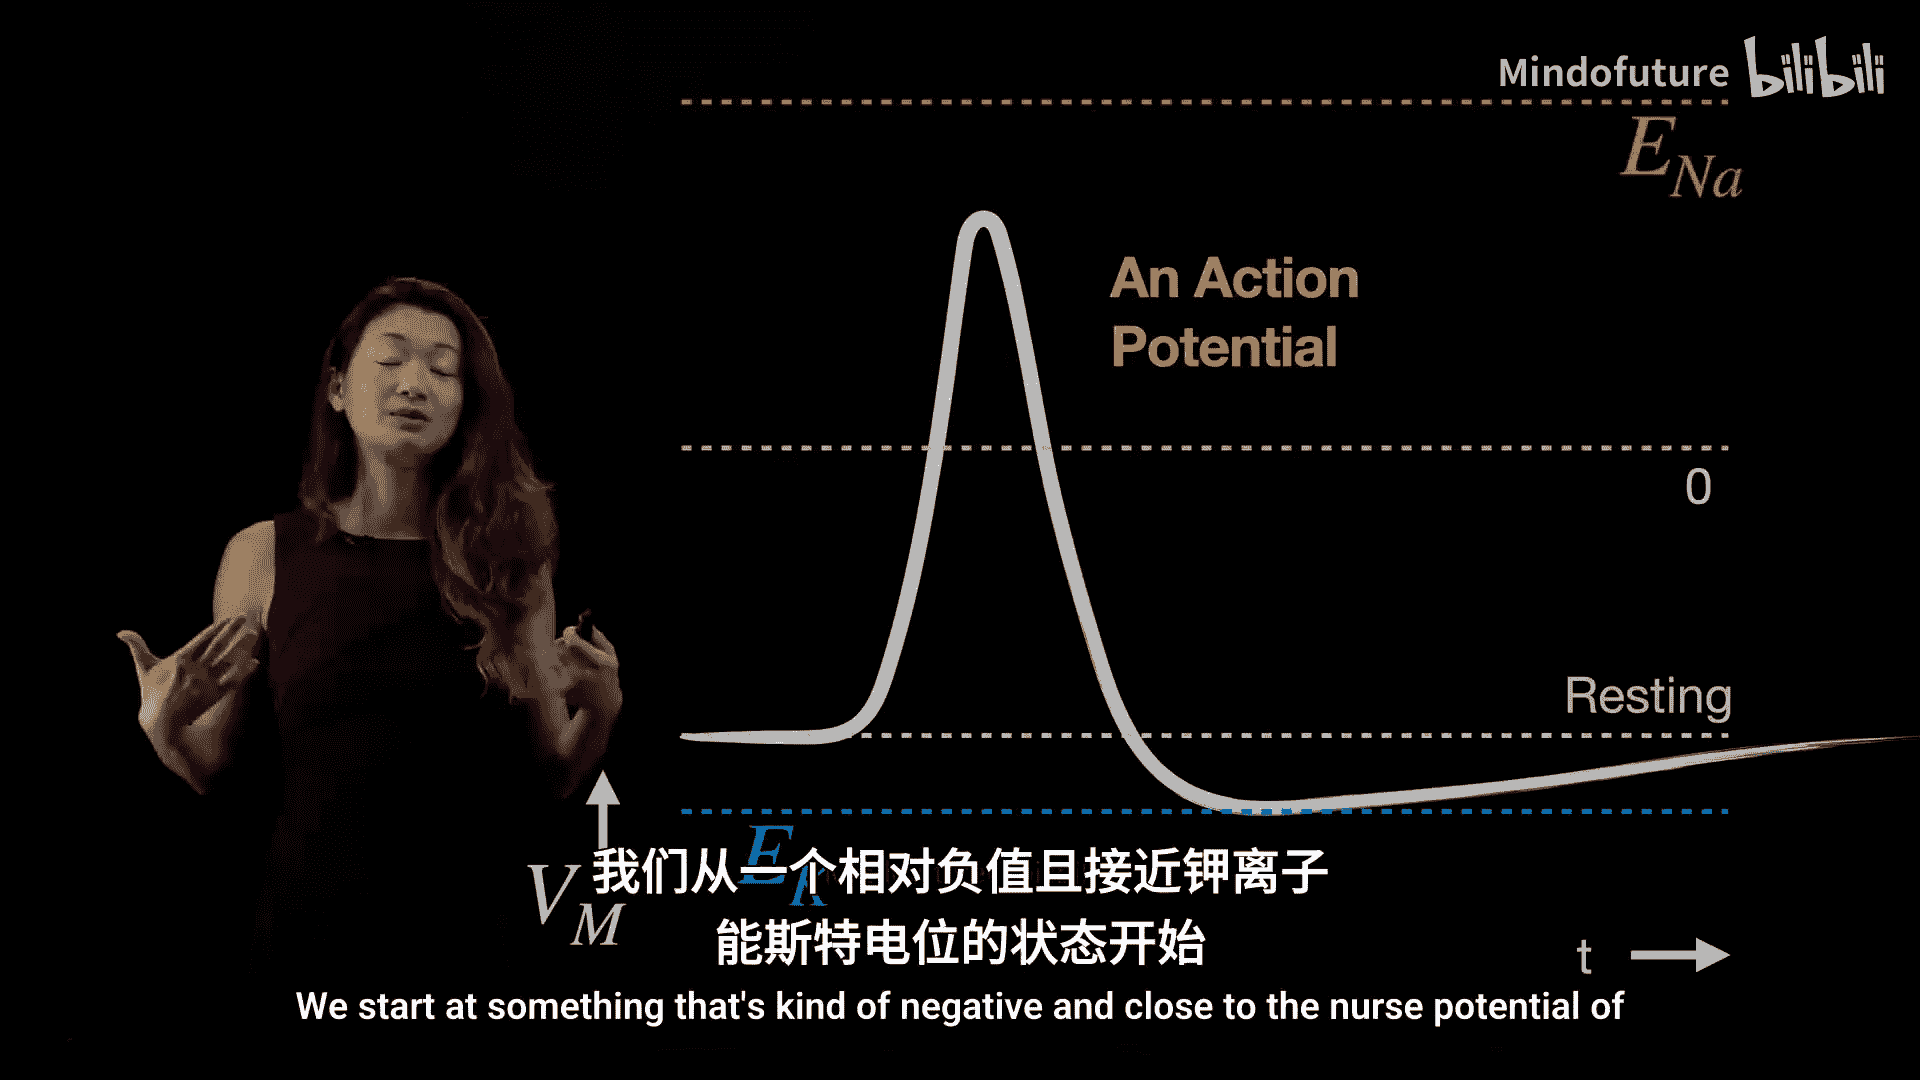 Mindofuture bilibili
E_Na
An Action
Potential
0
Resting
E_k
V_M
我们从一个相对负值且接近钾离子
能斯特电位的状态开始
t
We start at something that's kind of negative and close to the nurse potential of